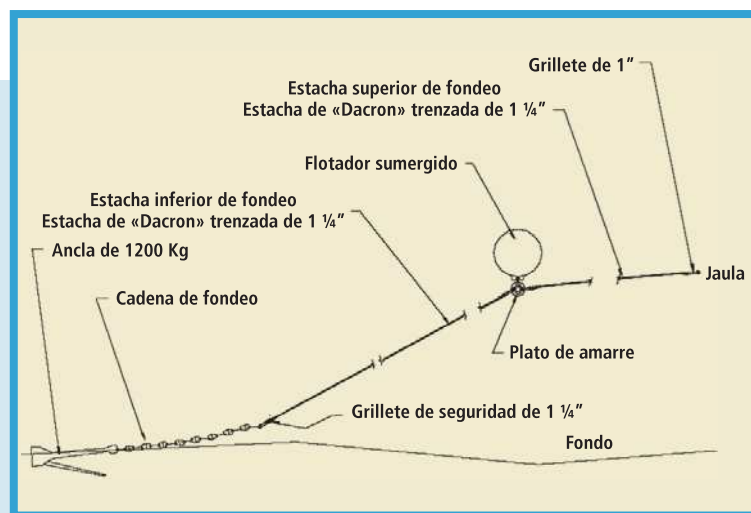 Grillete de 1”
Estacha superior de fondeo
Estacha de «Dacron» trenzada de 1 ¼”
Flotador sumergido
Estacha inferior de fondeo
Estacha de «Dacron» trenzada de 1 ¼”
Ancla de 1200 Kg
Jaula
Cadena de fondeo
Plato de amarre
Grillete de seguridad de 1 ¼”
Fondo